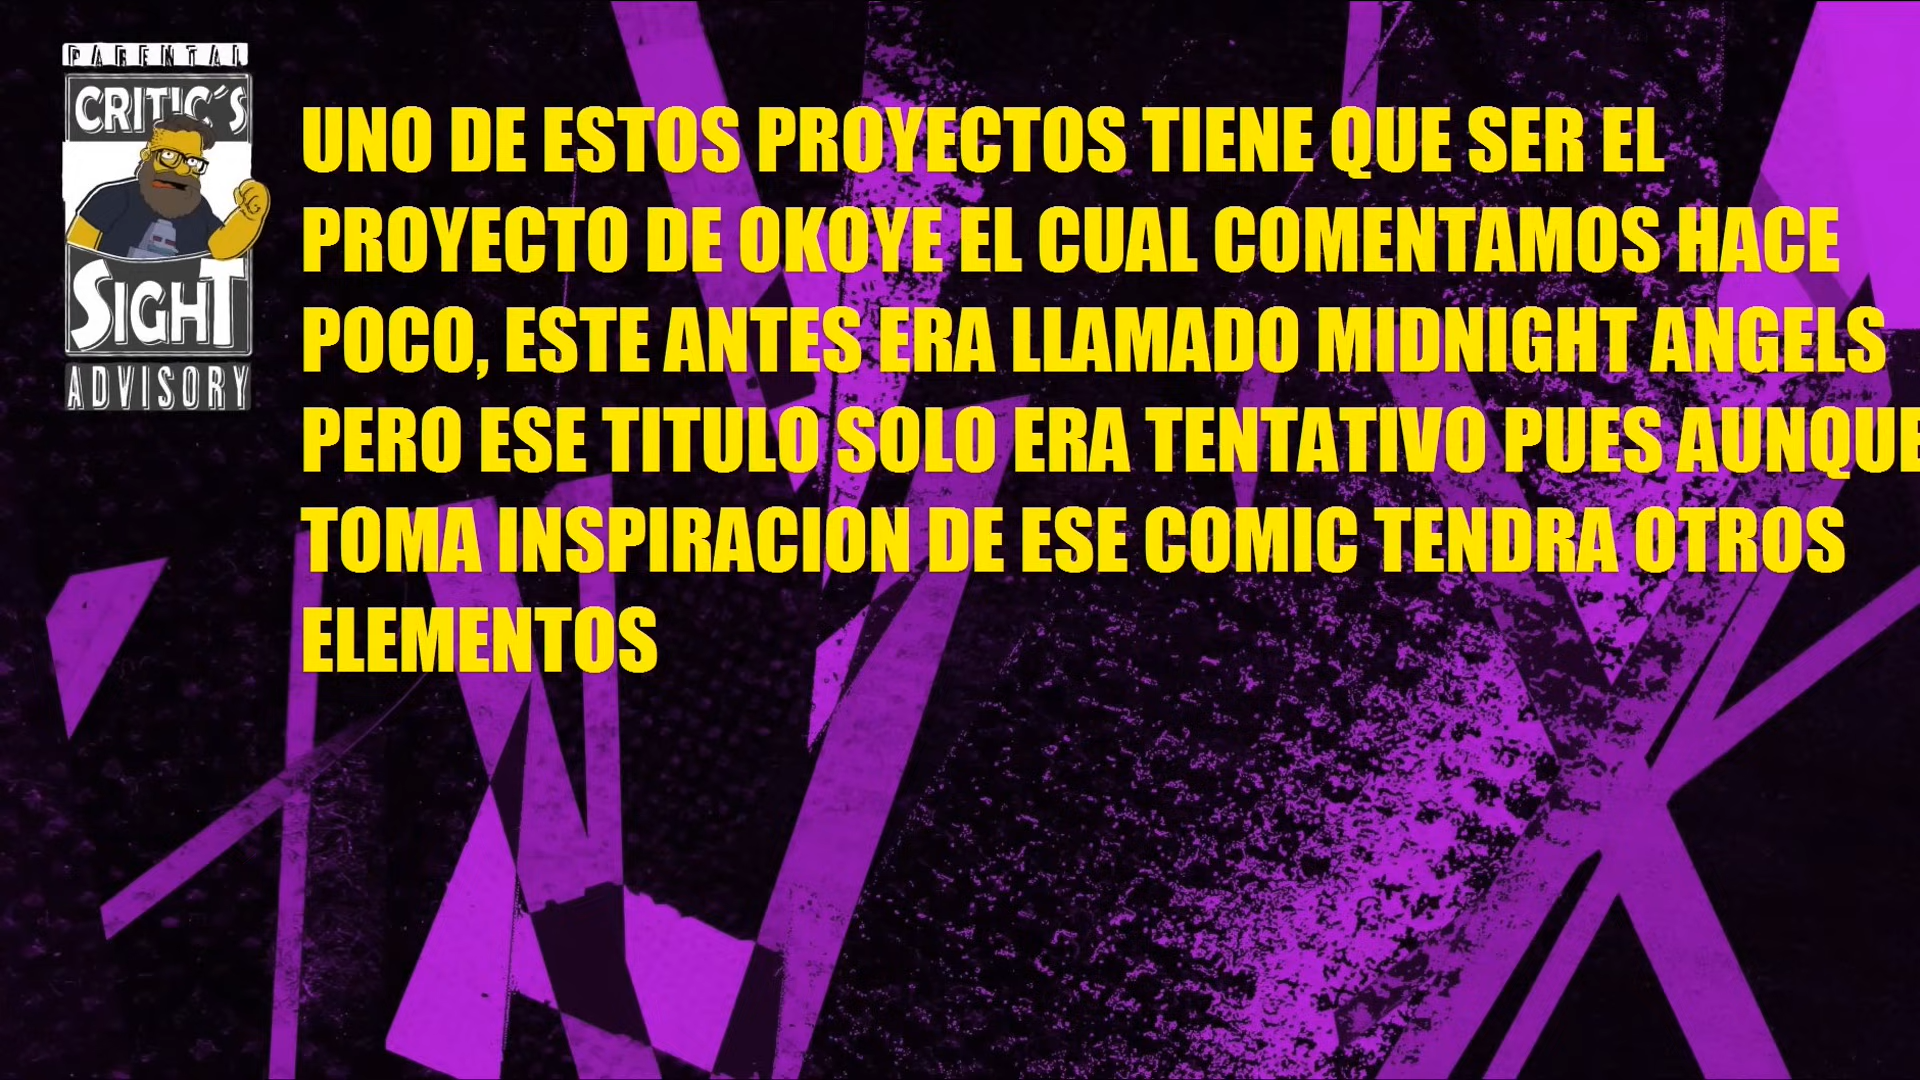 PARENTAL
CRITIC'S
SIGHT
ADVISORY
UNO DE ESTOS PROYECTOS TIENE QUE SER EL
PROYECTO DE OKOYE EL CUAL COMENTAMOS HACE
POCO, ESTE ANTES ERA LLAMADO MIDNIGHT ANGELS
PERO ESE TITULO SOLO ERA TENTATIVO PUES AUNQUE
TOMA INSPIRACION DE ESE COMIC TENDRA OTROS
ELEMENTOS